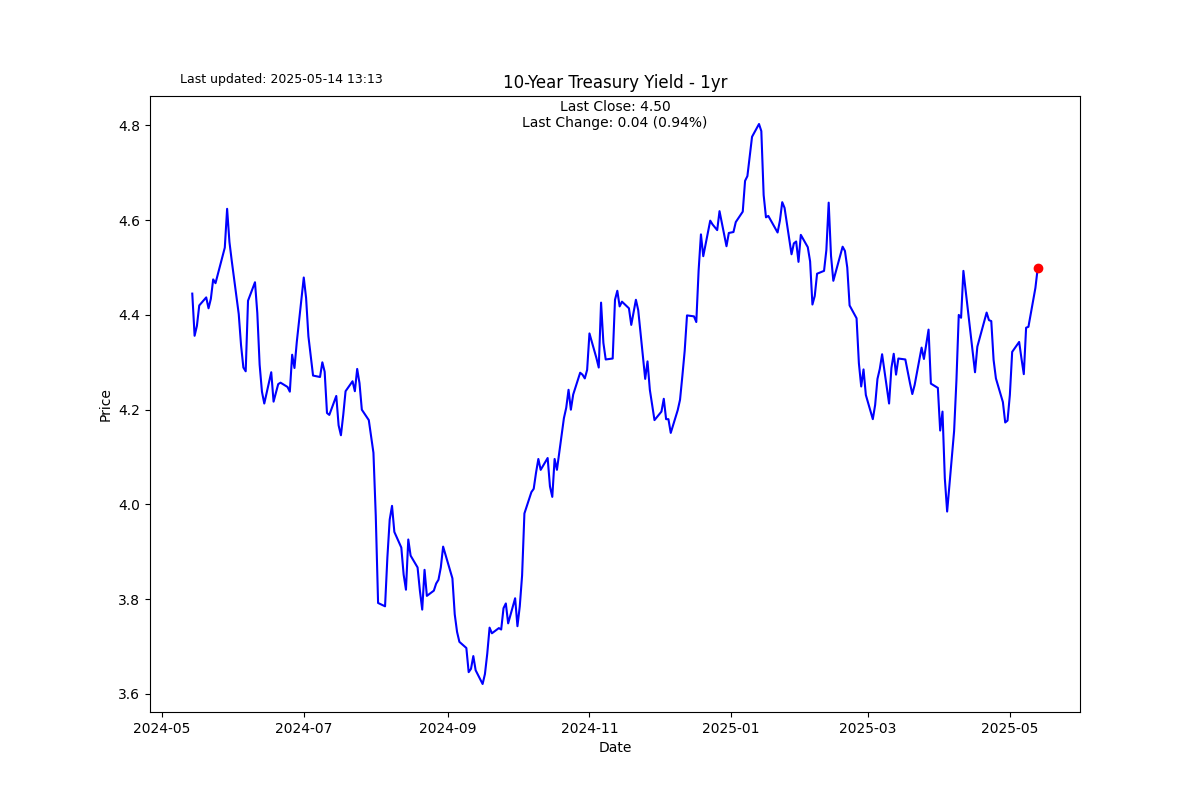 Last updated: 2025-05-14 13:13
10-Year Treasury Yield - 1yr
Last Close: 4.50
Last Change: 0.04 (0.94%)
Price
4.8
4.6
4.4
4.2
4.0
3.8
3.6
2024-05
2024-07
2024-09
2024-11
2025-01
2025-03
2025-05
Date